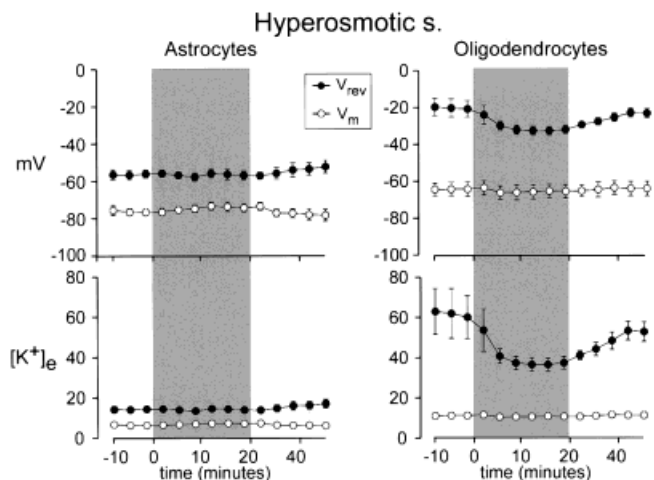 Hyperosmotic s.
Astrocytes
Oligodendrocytes
0
-20
-40
-60
-80
-100
mV
Vrev
Vm
0
-20
-40
-60
-80
-100
80
60
40
20
0
[K+]e
-10 0 10 20 40
time (minutes)
80
60
40
20
0
-10 0 10 20 40
time (minutes)